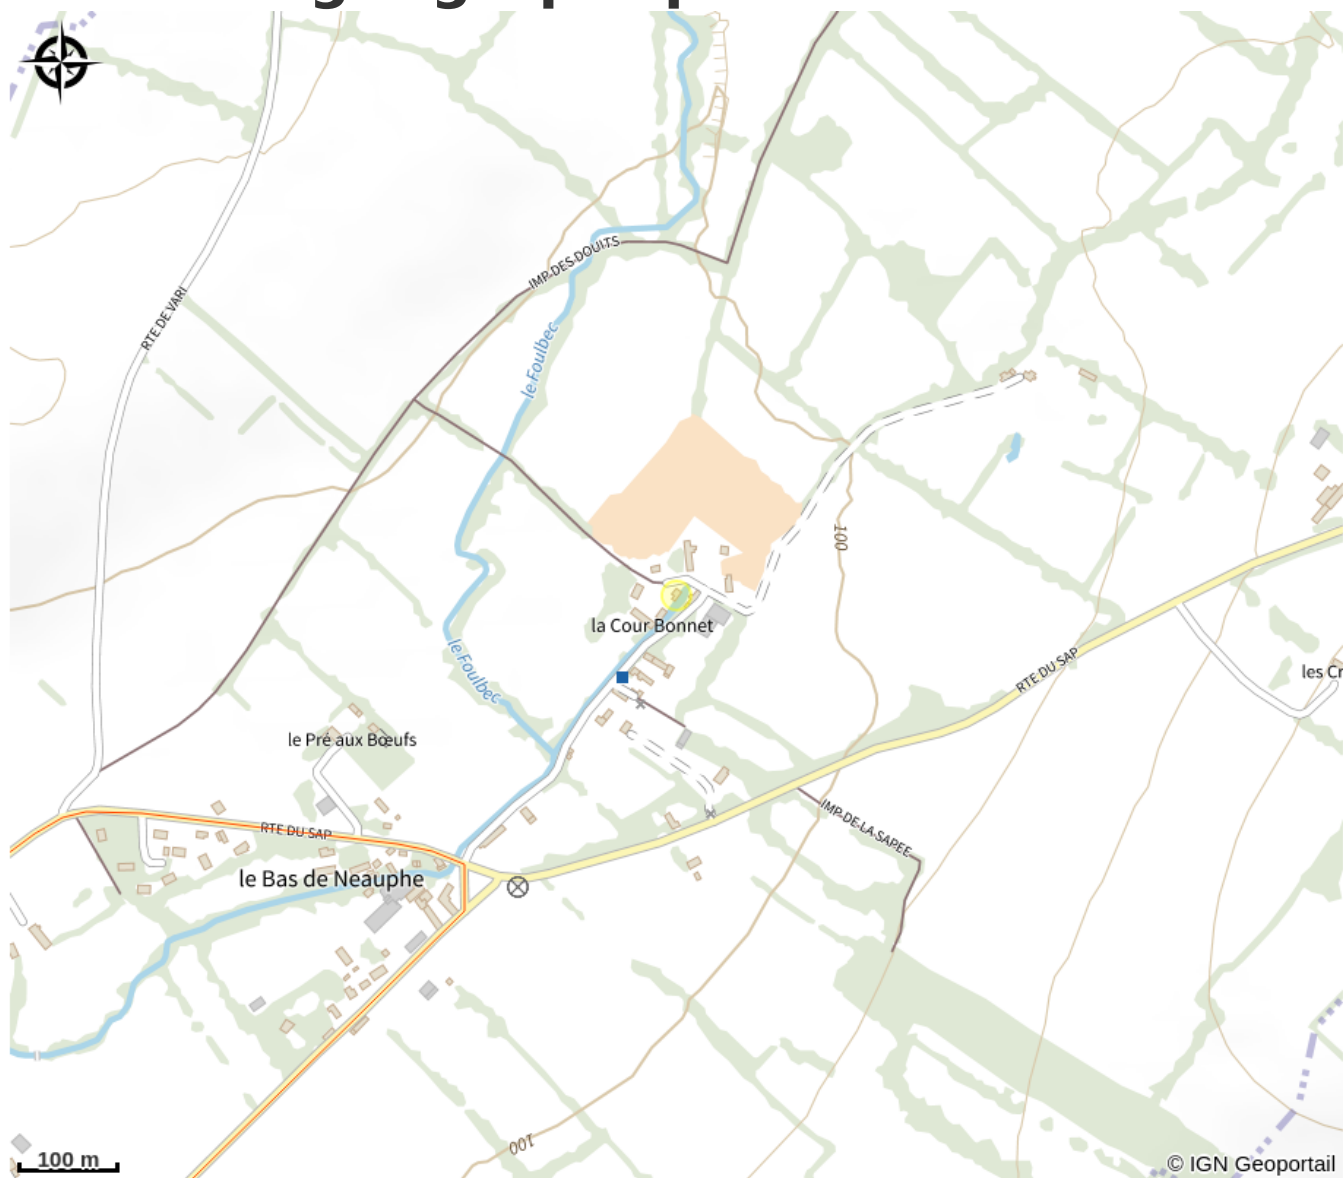 IMP-DES-DOUITS
RTE DE VARI
le Foulbec
100
la Cour Bonnet
le Foulbec
RTE DU SAP
les Cr
le Pré aux Bœufs
IMP-DE-LA-SAPEE
RTE DU SAP
le Bas de Neauphe
100
100 m
© IGN Geoportail